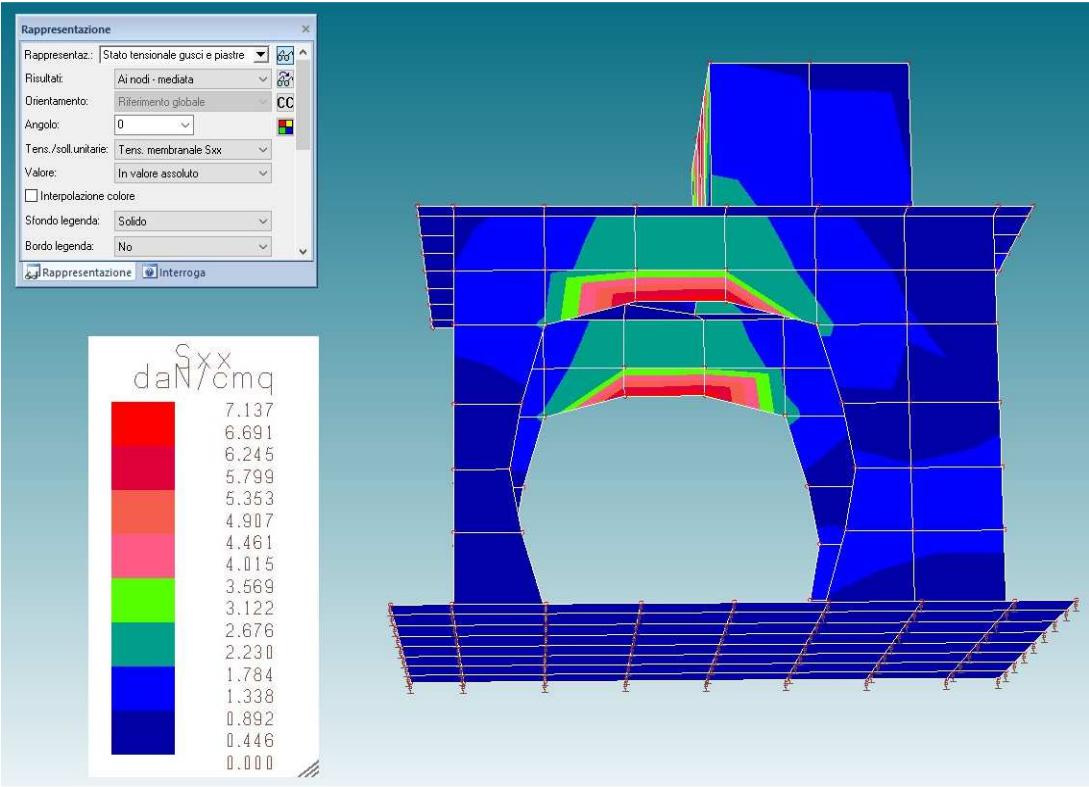 Rappresentazione
Rappresentaz.: Stato tensionale gusci e piastre
Risultati: Ai nodi - mediata
Orientamento: Riferimento globale
CC
Angolo: 0
Tens./soll.unitarie: Tens. membranale Sxx
Valore: In valore assoluto
Interpolazione colore
Sfondo legenda: Solido
Bordo legenda: No
Rappresentazione Interroga
Sxx
daN/cmq
7.137
6.691
6.245
5.799
5.353
4.907
4.461
4.015
3.569
3.122
2.676
2.230
1.784
1.338
0.892
0.446
0.000